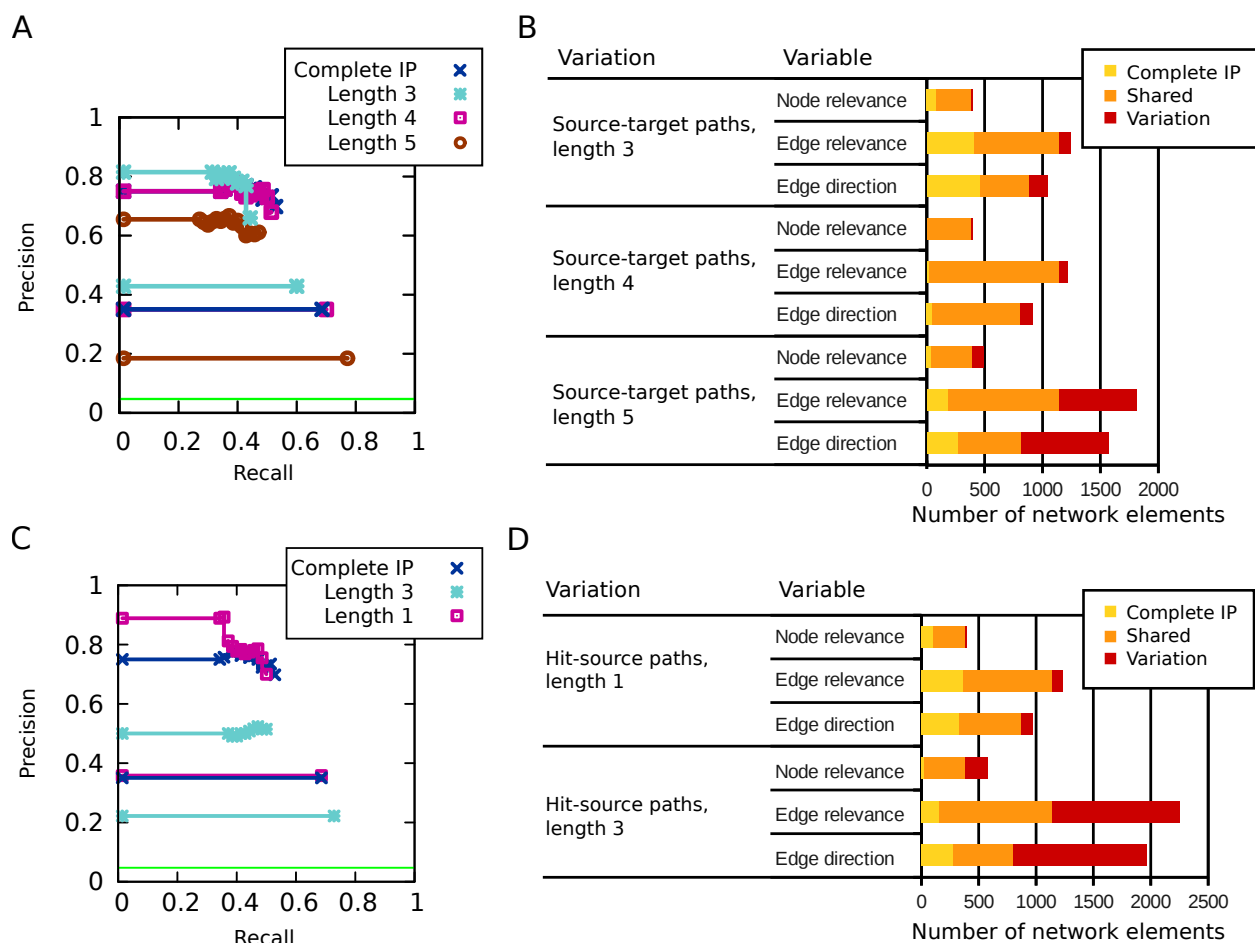 A
Complete IP
Length 3
Length 4
Length 5
1
0.8
0.6
0.4
0.2
0
Precision
0 0.2 0.4 0.6 0.8 1
Recall
B
Variation Variable
Complete IP
Shared
Variation
Source-target paths,
length 3
Node relevance
Edge relevance
Edge direction
Source-target paths,
length 4
Node relevance
Edge relevance
Edge direction
Source-target paths,
length 5
Node relevance
Edge relevance
Edge direction
0 500 1000 1500 2000
Number of network elements
C
Complete IP
Length 3
Length 1
1
0.8
0.6
0.4
0.2
0
Precision
0 0.2 0.4 0.6 0.8 1
Recall
D
Variation Variable
Complete IP
Shared
Variation
Hit-source paths,
length 1
Node relevance
Edge relevance
Edge direction
Hit-source paths,
length 3
Node relevance
Edge relevance
Edge direction
0 500 1000 1500 2000 2500
Number of network elements